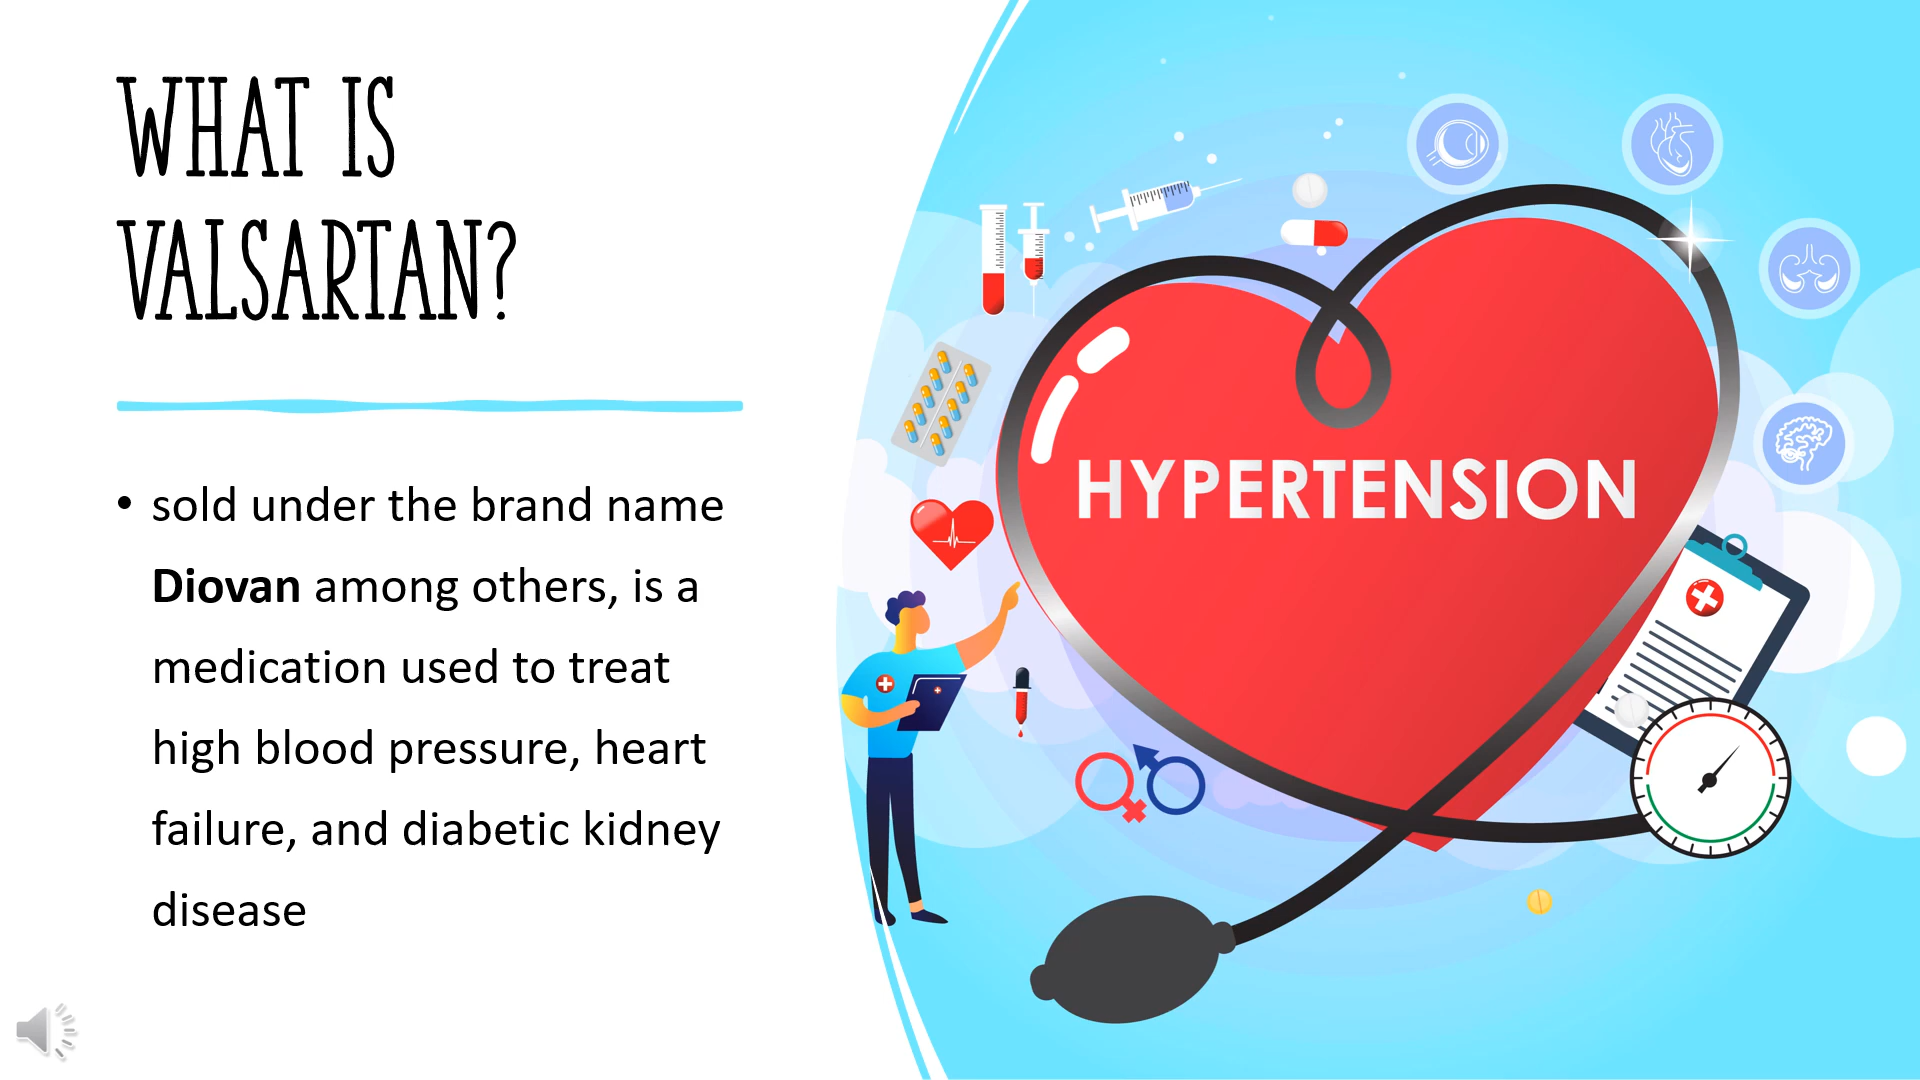 WHAT IS
VALSARTAN?
• sold under the brand name
Diovan among others, is a
medication used to treat
high blood pressure, heart
failure, and diabetic kidney
disease
HYPERTENSION